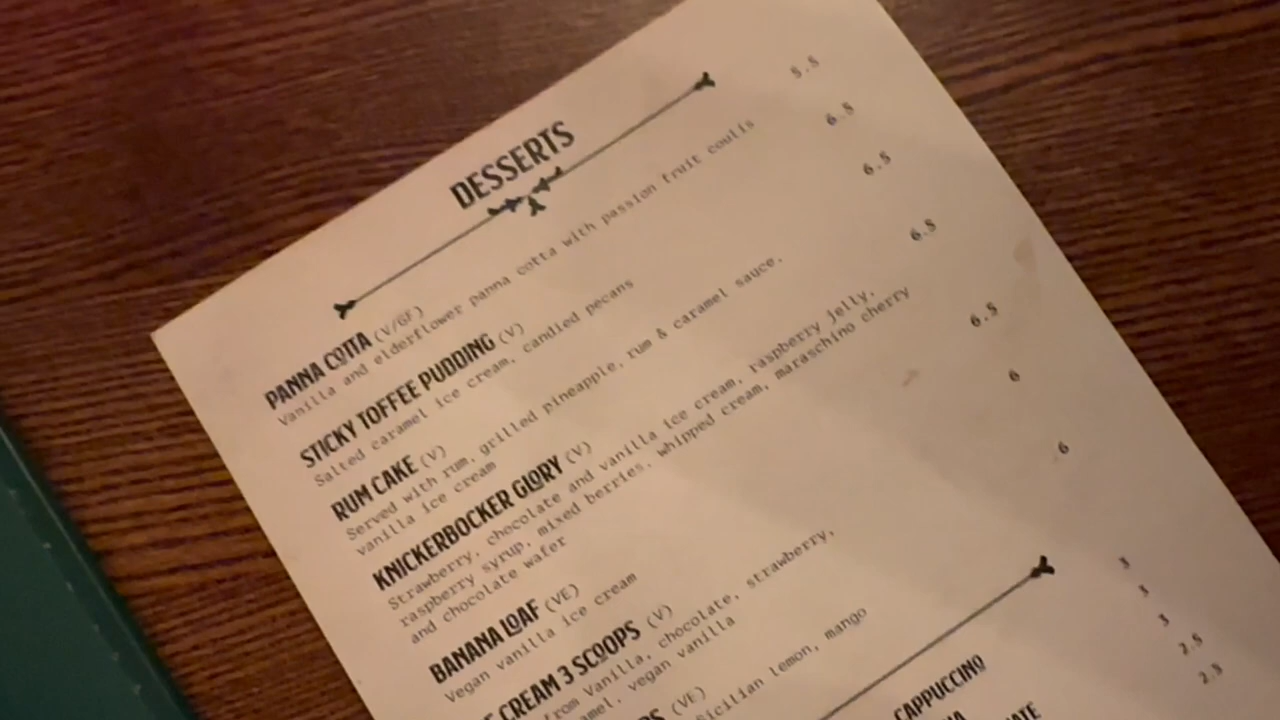 DESSERTS
PANNA COTTA (V/GF) 5.5
Vanilla and elderflower panna cotta with passion fruit coulis
STICKY TOFFEE PUDDING (V) 6.5
Salted caramel ice cream, candied pecans
RUM CAKE (V) 6.5
Served with rum, grilled pineapple, rum & caramel sauce.
vanilla ice cream
KNICKERBOCKER GLORY (V) 6.5
Strawberry, chocolate and vanilla ice cream, raspberry jelly,
raspberry syrup, mixed berries, whipped cream, maraschino cherry
and chocolate wafer
BANANA LOAF (VE) 6.5
Vegan vanilla ice cream
CREAM 3 SCOOPS (V) 6
from vanilla, chocolate, strawberry,
vegan vanilla
(VE) 6
Sicilian lemon, mango
CAPPUCCINO
3
3
3
2.5
2.5